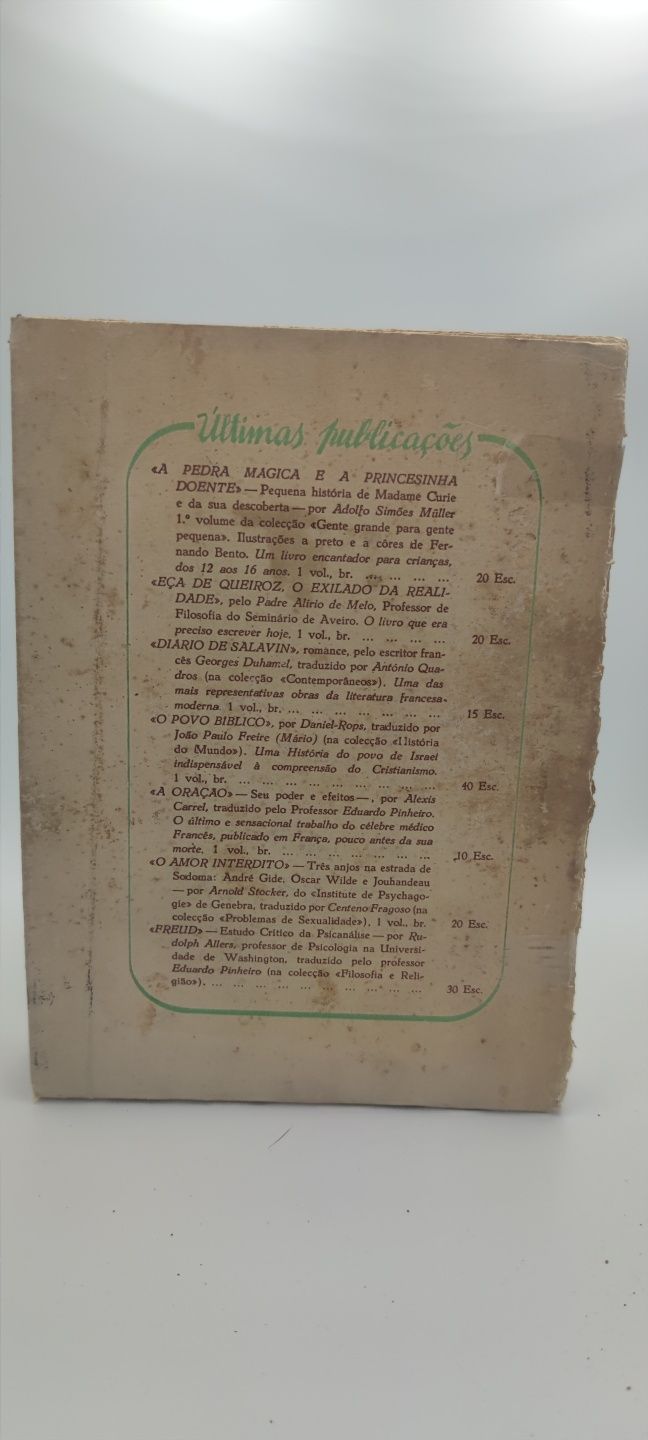 Últimas publicações
«A PEDRA MAGICA E A PRINCESINHA
DOENTE» — Pequena história de Madame Curie
e da sua descoberta — por Adolfo Simões Müller
1.º volume da colecção «Gente grande para gente
pequena». Ilustrações a preto e a côres de Fer-
nando Bento. Um livro encantador para crianças,
dos 12 aos 16 anos. 1 vol., br. ... ... ... ... 20 Esc.
«EÇA DE QUEIROZ, O EXILADO DA REALI-
DADE», pelo Padre Alírio de Melo, Professor de
Filosofia do Seminário de Aveiro. O livro que era
preciso escrever hoje. 1 vol., br. ... ... ... ... 20 Esc.
«DIARIO DE SALAVIN», romance, pelo escritor fran-
cês Georges Duhamel, traduzido por António Qua-
dros (na colecção «Contemporâneos»). Uma das
mais representativas obras da literatura francesa
moderna. 1 vol., br. ... ... ... ... ... ... ... 15 Esc.
«O POVO BIBLICO», por Daniel-Rops, traduzido por
João Paulo Freire (Mário) (na colecção «História
do Mundo»). Uma História do povo de Israel
indispensável à compreensão do Cristianismo.
1 vol., br. ... ... ... ... ... ... ... ... ... 40 Esc.
«A ORAÇÃO» — Seu poder e efeitos —, por Alexis
Carrel, traduzido pelo Professor Eduardo Pinheiro.
O último e sensacional trabalho do célebre médico
Francês, publicado em França, pouco antes da sua
morte. 1 vol., br. ... ... ... ... ... ... ... 10 Esc.
«O AMOR INTERDITO» — Três anjos na estrada de
Sodoma: André Gide, Oscar Wilde e Jouhandeau
— por Arnold Stocker, do «Institute de Psychago-
gie» de Genebra, traduzido por Centeno Fragoso (na
colecção «Problemas de Sexualidade»), 1 vol., br. 20 Esc.
«FREUD» — Estudo Crítico da Psicanálise — por Ru-
dolph Allers, professor de Psicologia na Universi-
dade de Washington, traduzido pelo professor
Eduardo Pinheiro (na colecção «Filosofia e Reli-
gião»). ... ... ... ... ... ... ... ... ... ... 30 Esc.